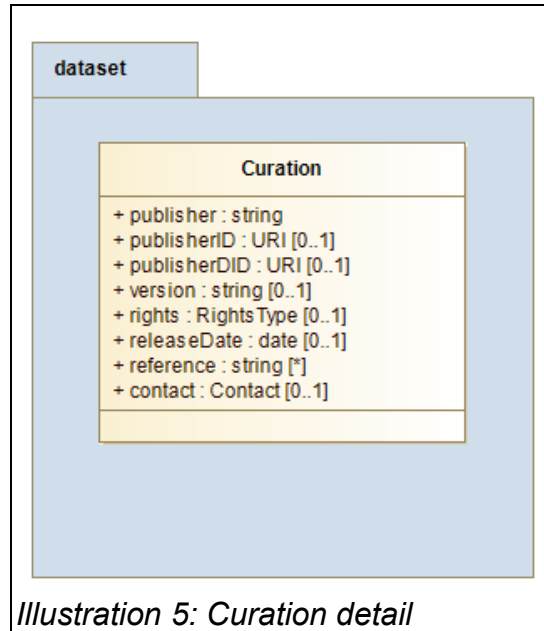 dataset
Curation
+ publisher : string
+ publisherID : URI [0..1]
+ publisherDID : URI [0..1]
+ version : string [0..1]
+ rights : RightsType [0..1]
+ releaseDate : date [0..1]
+ reference : string [*]
+ contact : Contact [0..1]
Illustration 5: Curation detail